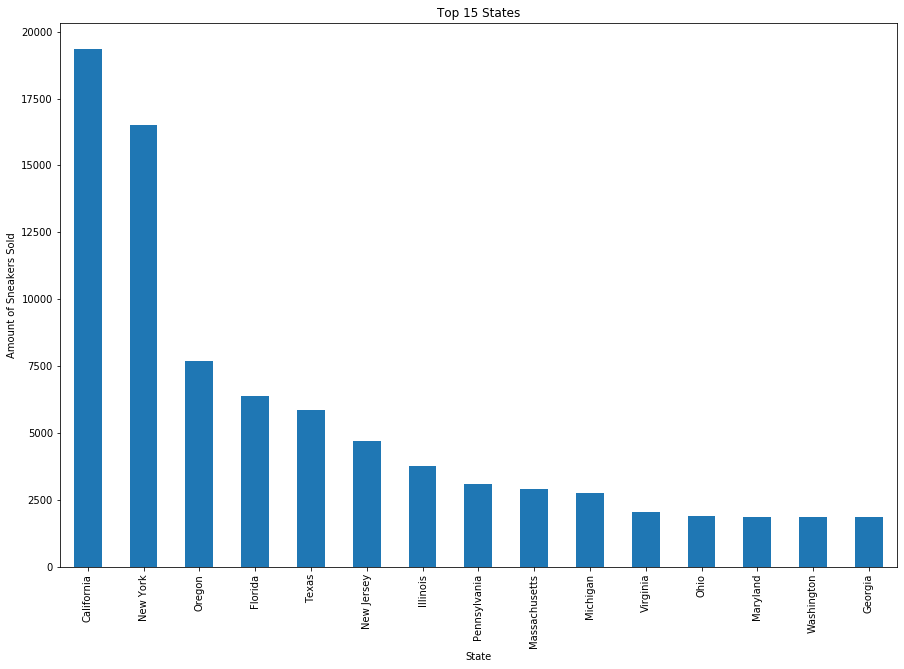 Top 15 States
Amount of Sneakers Sold
20000
17500
15000
12500
10000
7500
5000
2500
0
California
New York
Oregon
Florida
Texas
New Jersey
Illinois
Pennsylvania
Massachusetts
Michigan
Virginia
Ohio
Maryland
Washington
Georgia
State